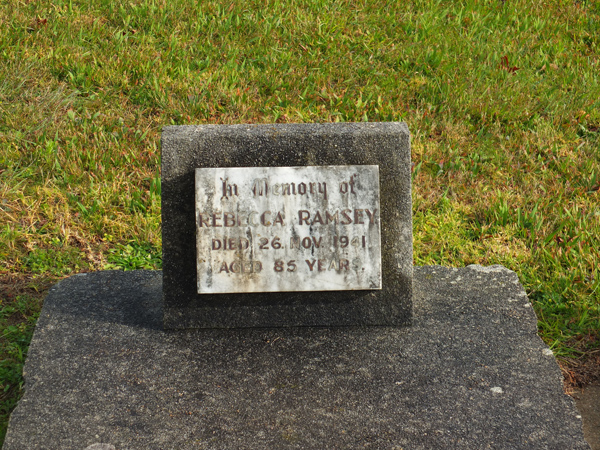 In Memory of
REBECCA RAMSEY
DIED 26 NOV 1941
AGED 85 YEARS.